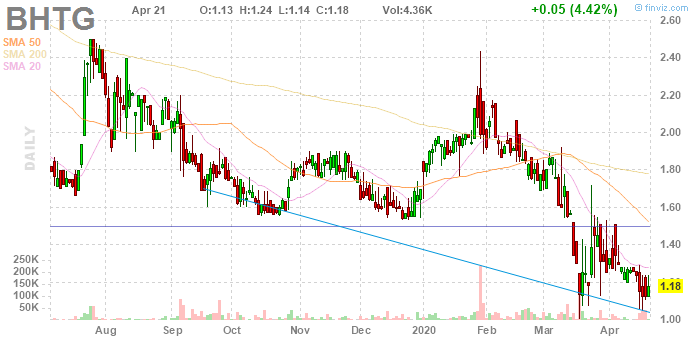 BHTG Apr 21 O:1.13 H:1.24 L:1.14 C:1.18 Vol:4.36K +0.05 (4.42%)
© finviz.com
SMA 50
SMA 200
SMA 20
DAILY
2.60
2.40
2.20
2.00
1.80
1.60
1.40
1.20
1.18
1.00
250K
200K
150K
100K
50K
Aug Sep Oct Nov Dec 2020 Feb Mar Apr